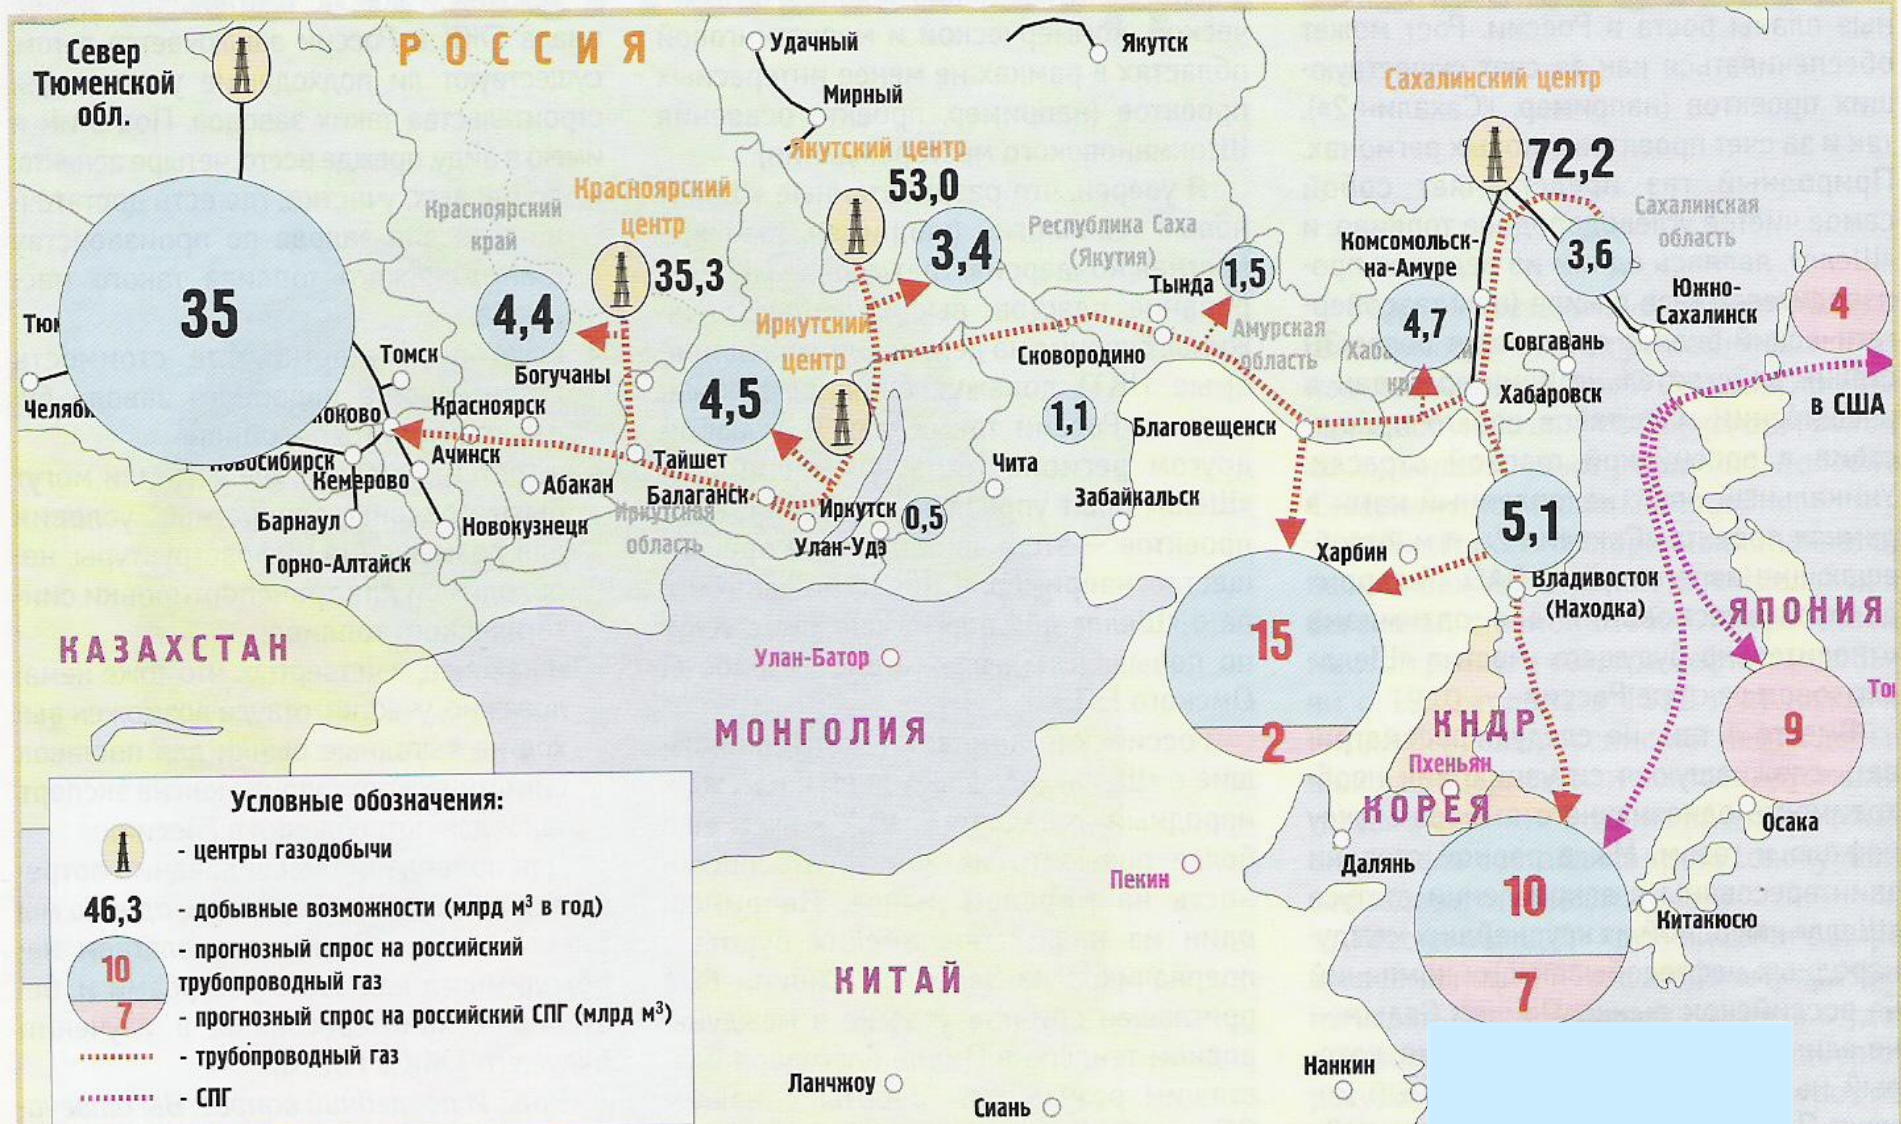 Север
Тюменской
обл.
РОССИЯ
Удачный
Мирный
Якутск
Якутский центр
53,0
3,4
Красноярский
центр
35,3
4,4
Красноярский
край
Республика Саха
(Якутия)
Сахалинский центр
72,2
3,6
Сахалинская
область
Комсомольск-
на-Амуре
4,7
Южно-
Сахалинск
4
в США
Тында
1,5
Амурская
область
Сковородино
Совгавань
Хабаровск
35
Томск
Богучаны
Иркутский
центр
4,5
1,1
Благовещенск
Красноярск
Ачинск
Новосибирск
Кемерово
Абакан
Тайшет
Балаганск
Иркутск
0,5
Чита
Забайкальск
Барнаул
Новокузнецк
Иркутская
область
Улан-Удэ
Горно-Алтайск
5,1
Харбин
Владивосток
(Находка)
ЯПОНИЯ
КАЗАХСТАН
Улан-Батор
МОНГОЛИЯ
15
2
КНДР
Пхеньян
КОРЕЯ
9
Осака
Далянь
Пекин
10
7
Китакюсю
КИТАЙ
Нанкин
Ланчжоу
Сиань
Условные обозначения:
- центры газодобычи
46,3 - добывные возможности (млрд м³ в год)
10 - прогнозный спрос на российский
трубопроводный газ
7 - прогнозный спрос на российский СПГ (млрд м³)
- трубопроводный газ
- СПГ